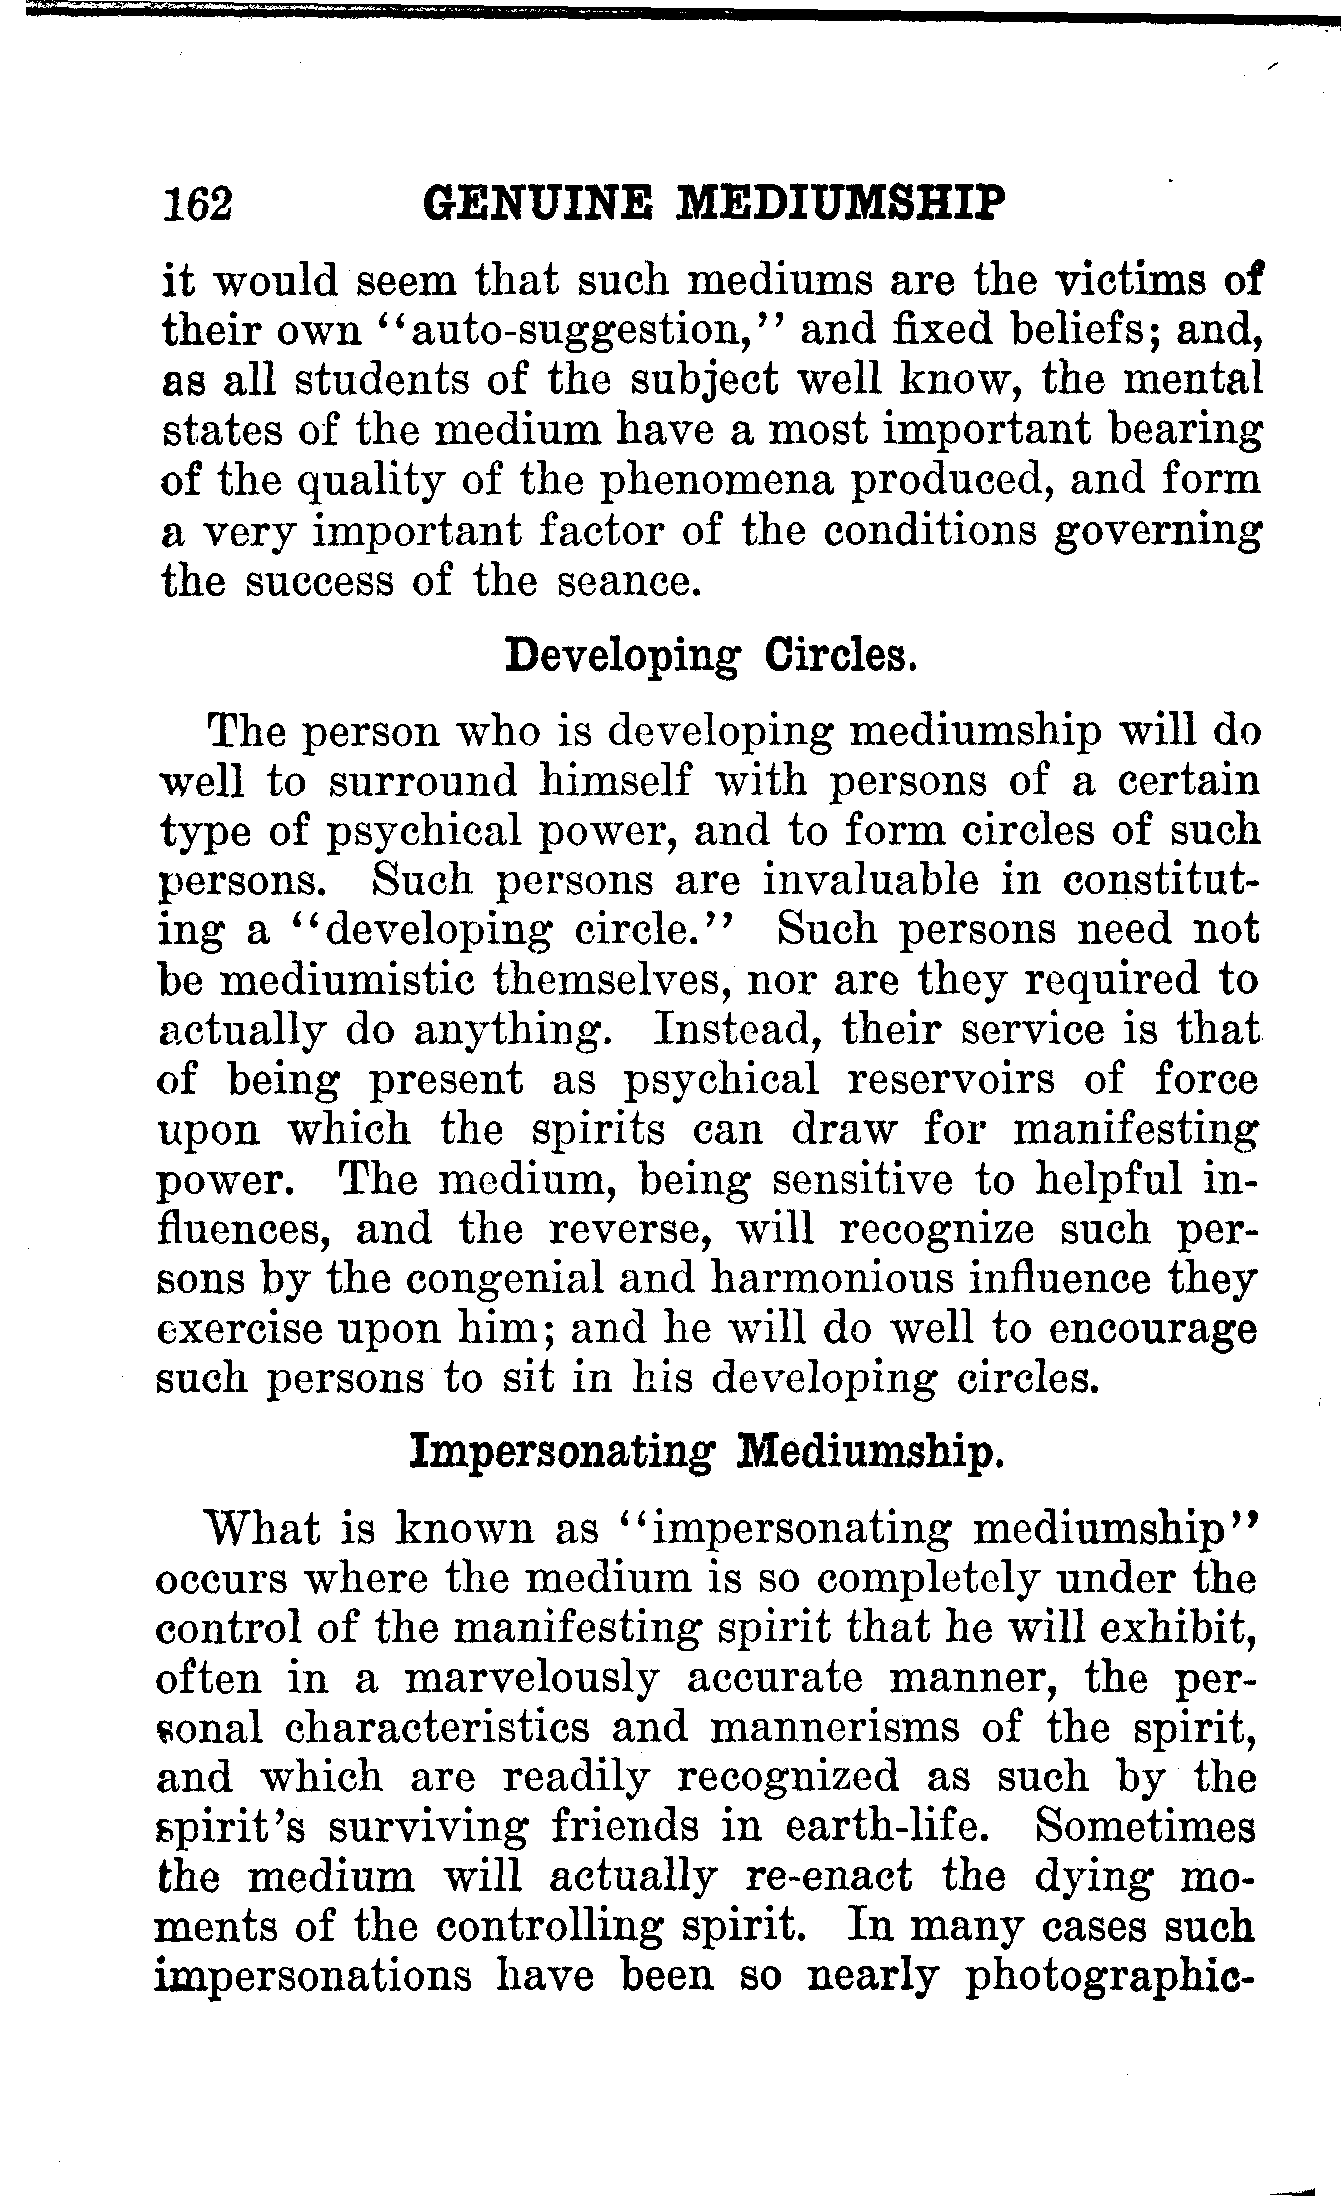 162 GENUINE MEDIUMSHIP
it would seem that such mediums are the victims of
their own "auto-suggestion," and fixed beliefs; and,
as all students of the subject well know, the mental
states of the medium have a most important bearing
of the quality of the phenomena produced, and form
a very important factor of the conditions governing
the success of the seance.
Developing Circles.
The person who is developing mediumship will do
well to surround himself with persons of a certain
type of psychical power, and to form circles of such
persons. Such persons are invaluable in constitut-
ing a "developing circle." Such persons need not
be mediumistic themselves, nor are they required to
actually do anything. Instead, their service is that
of being present as psychical reservoirs of force
upon which the spirits can draw for manifesting
power. The medium, being sensitive to helpful in-
fluences, and the reverse, will recognize such per-
sons by the congenial and harmonious influence they
exercise upon him; and he will do well to encourage
such persons to sit in his developing circles.
Impersonating Mediumship.
What is known as "impersonating mediumship"
occurs where the medium is so completely under the
control of the manifesting spirit that he will exhibit,
often in a marvelously accurate manner, the per-
sonal characteristics and mannerisms of the spirit,
and which are readily recognized as such by the
spirit's surviving friends in earth-life. Sometimes
the medium will actually re-enact the dying mo-
ments of the controlling spirit. In many cases such
impersonations have been so nearly photographic-